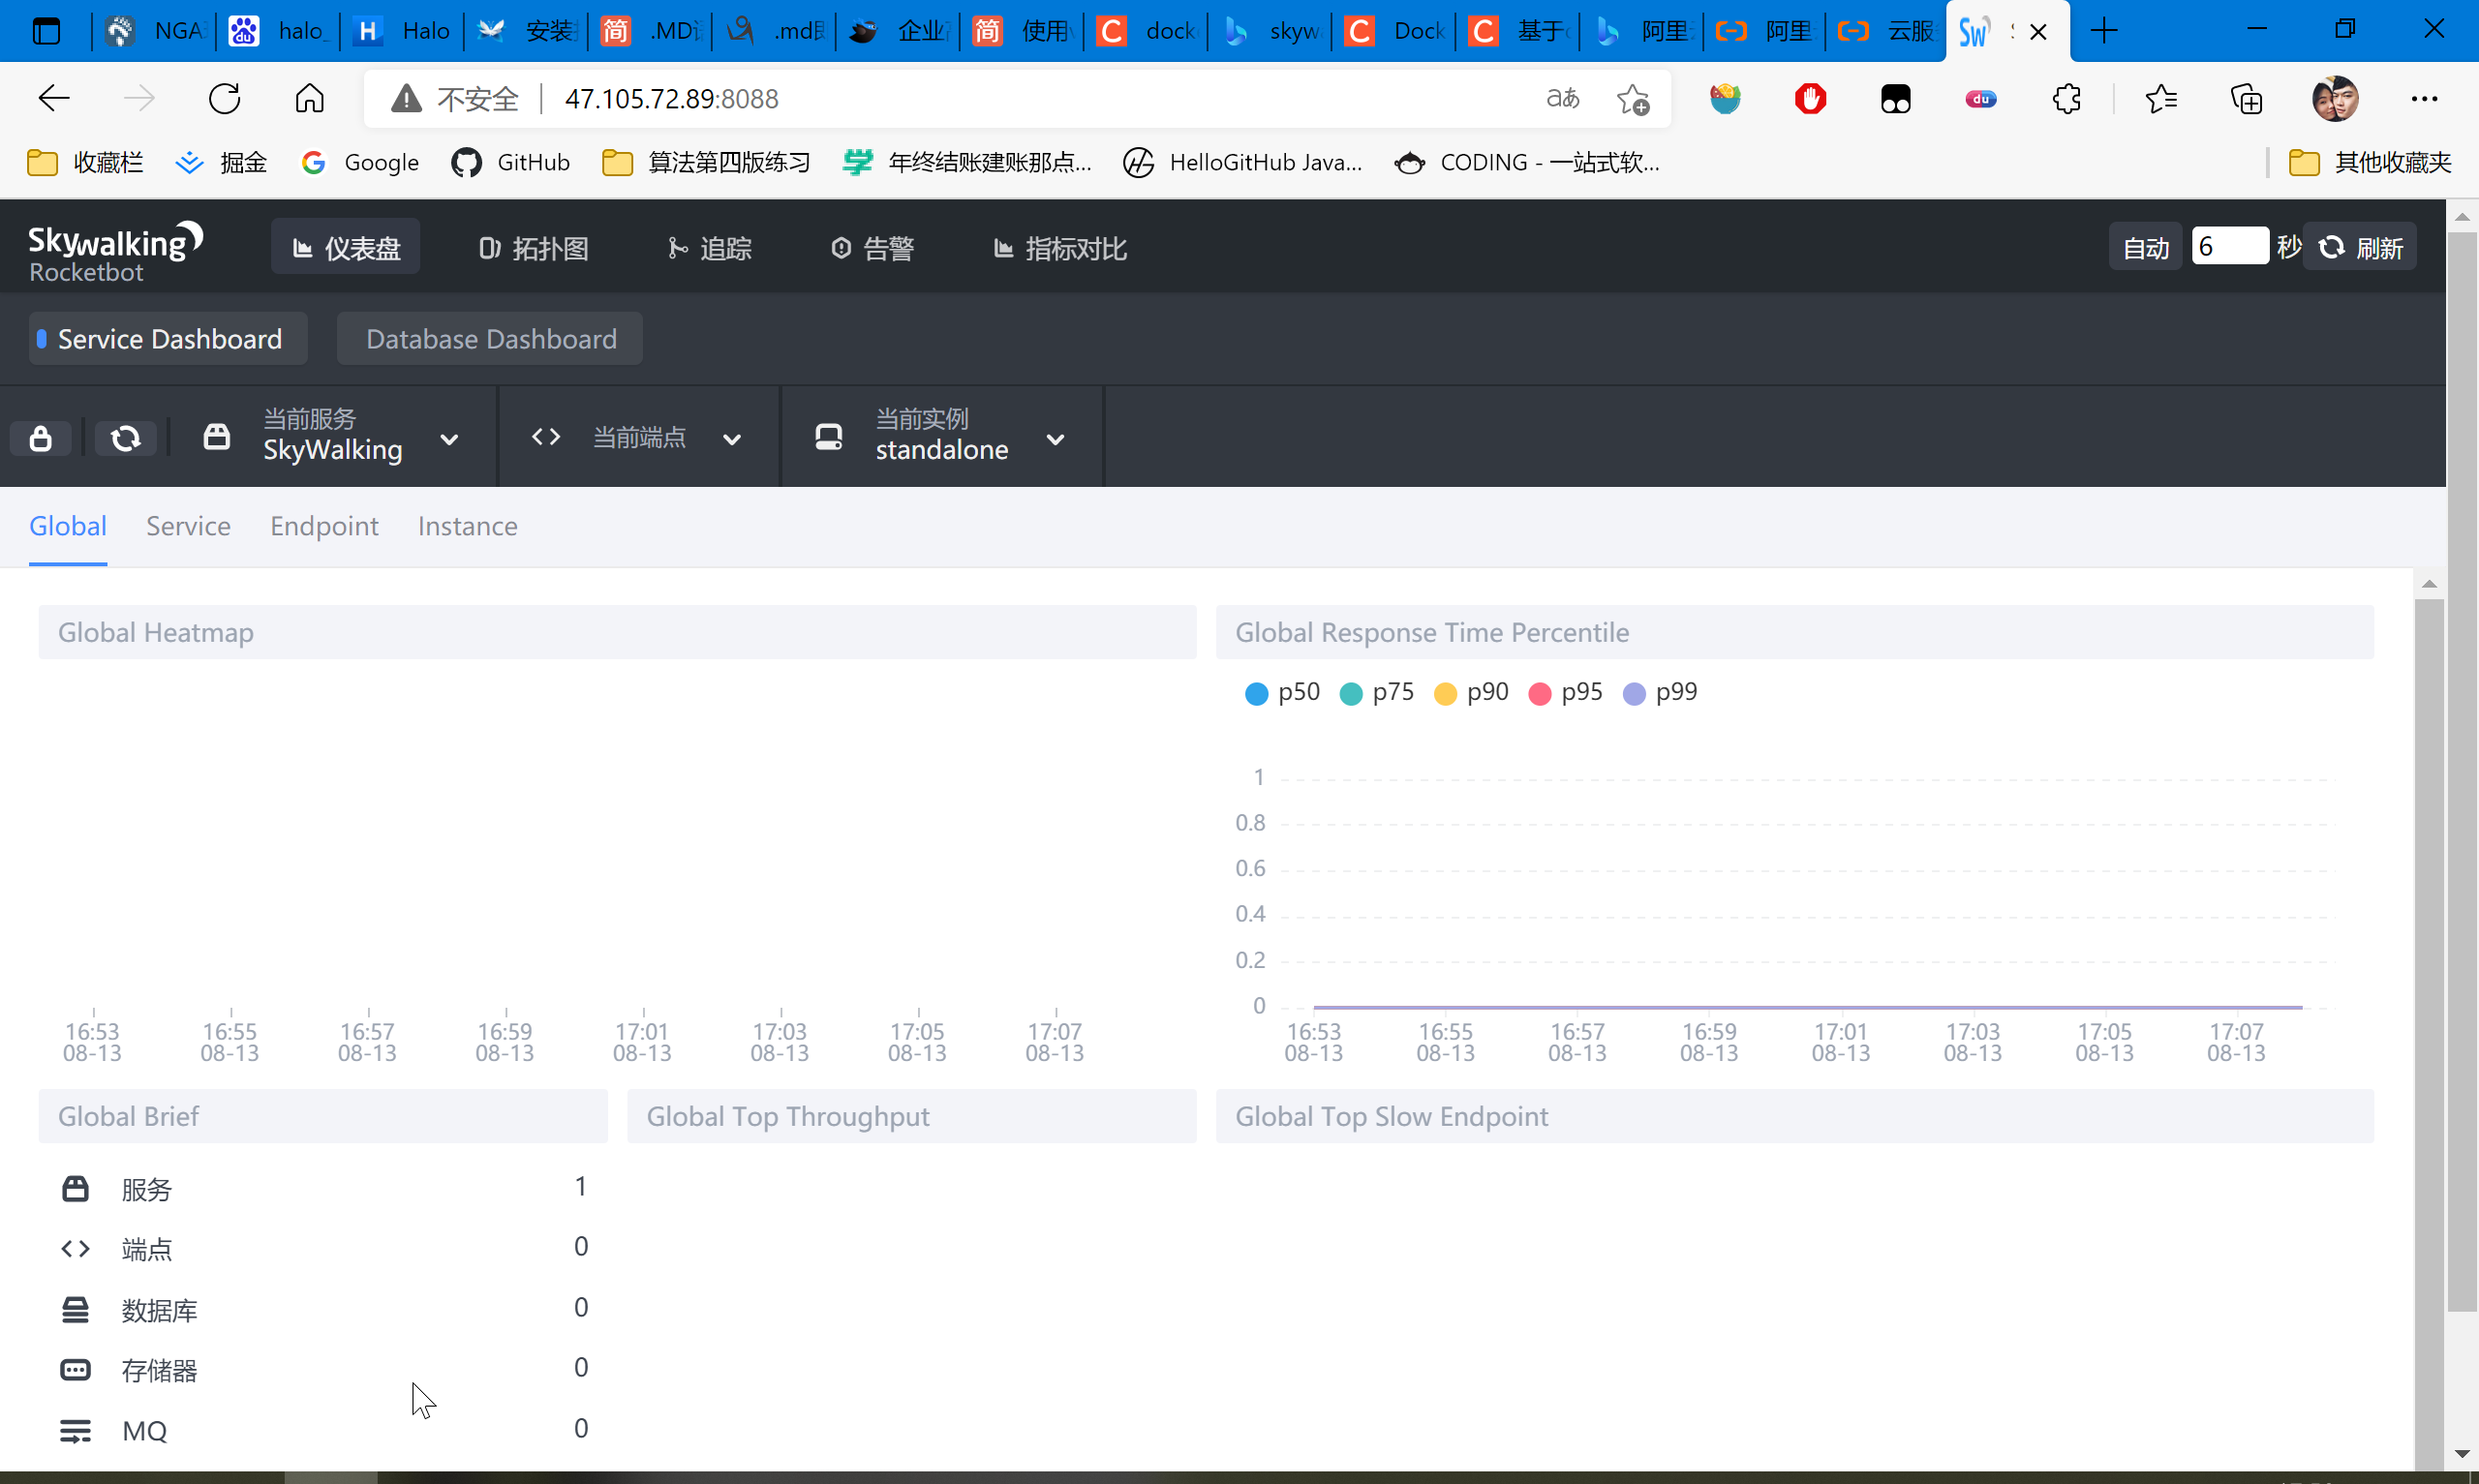 NGA halo_ Halo 安装 .MD .md 企业 使用 dock skyw Dock 基于 阿里 阿里 云服
不安全 47.105.72.89:8088
收藏栏 掘金 Google GitHub 算法第四版练习 年终结账建账那点... HelloGitHub Java... CODING - 一站式软... 其他收藏夹
Skywalking
Rocketbot
仪表盘 拓扑图 追踪 告警 指标对比 自动 6 秒 刷新
Service Dashboard Database Dashboard
当前服务
SkyWalking
当前端点
当前实例
standalone
Global Service Endpoint Instance
Global Heatmap
16:53 16:55 16:57 16:59 17:01 17:03 17:05 17:07
08-13 08-13 08-13 08-13 08-13 08-13 08-13 08-13
Global Response Time Percentile
p50 p75 p90 p95 p99
1
0.8
0.6
0.4
0.2
0
16:53 16:55 16:57 16:59 17:01 17:03 17:05 17:07
08-13 08-13 08-13 08-13 08-13 08-13 08-13 08-13
Global Brief
服务 1
端点 0
数据库 0
存储器 0
MQ 0
Global Top Throughput
Global Top Slow Endpoint